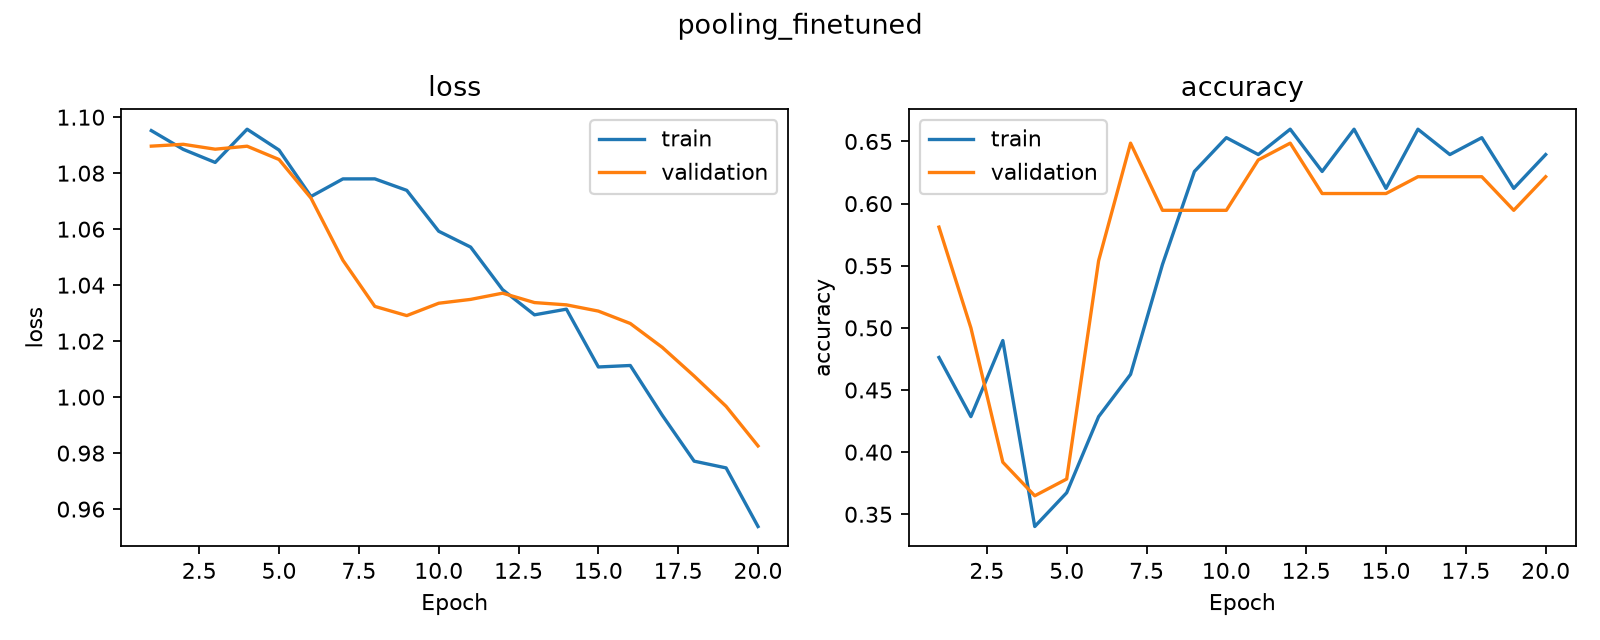 pooling_finetuned
loss
train
validation
1.10
1.08
1.06
1.04
1.02
1.00
0.98
0.96
loss
2.5 5.0 7.5 10.0 12.5 15.0 17.5 20.0
Epoch
accuracy
train
validation
0.65
0.60
0.55
0.50
0.45
0.40
0.35
accuracy
2.5 5.0 7.5 10.0 12.5 15.0 17.5 20.0
Epoch